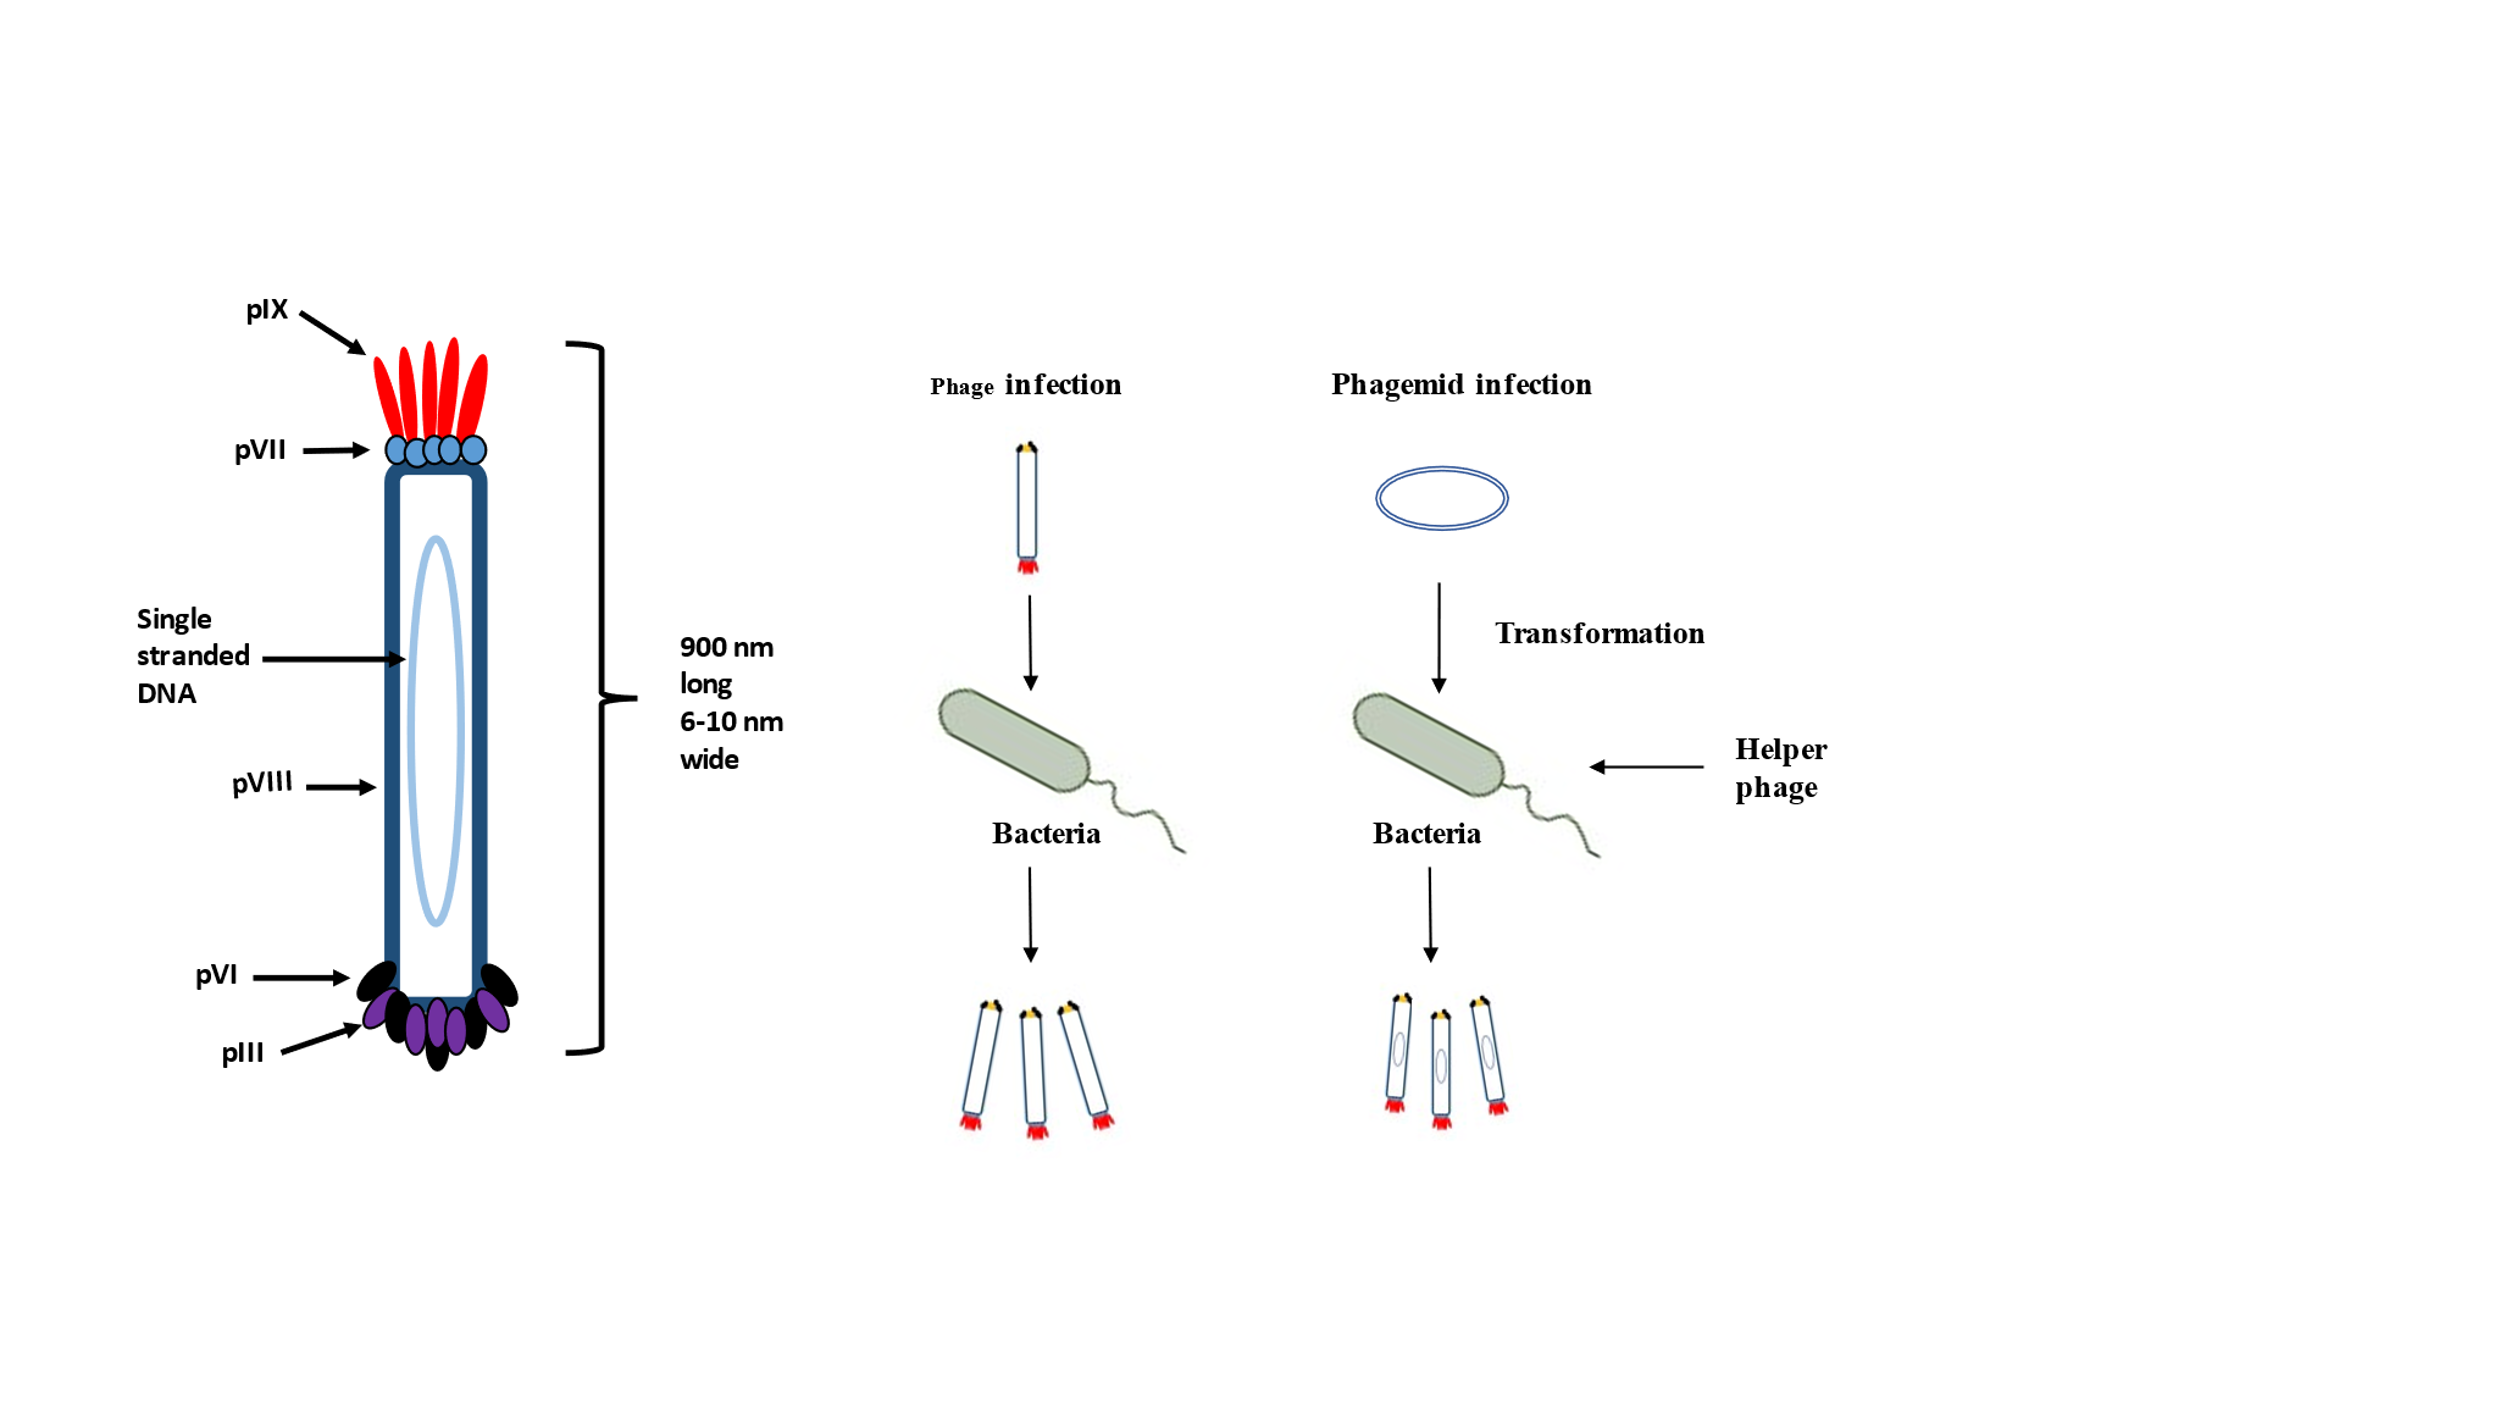 pIX
pVII
Single
stranded
DNA
pVIII
pVI
pIII
900 nm
long
6-10 nm
wide
Phage infection
Bacteria
Phagemid infection
Transformation
Helper
phage
Bacteria